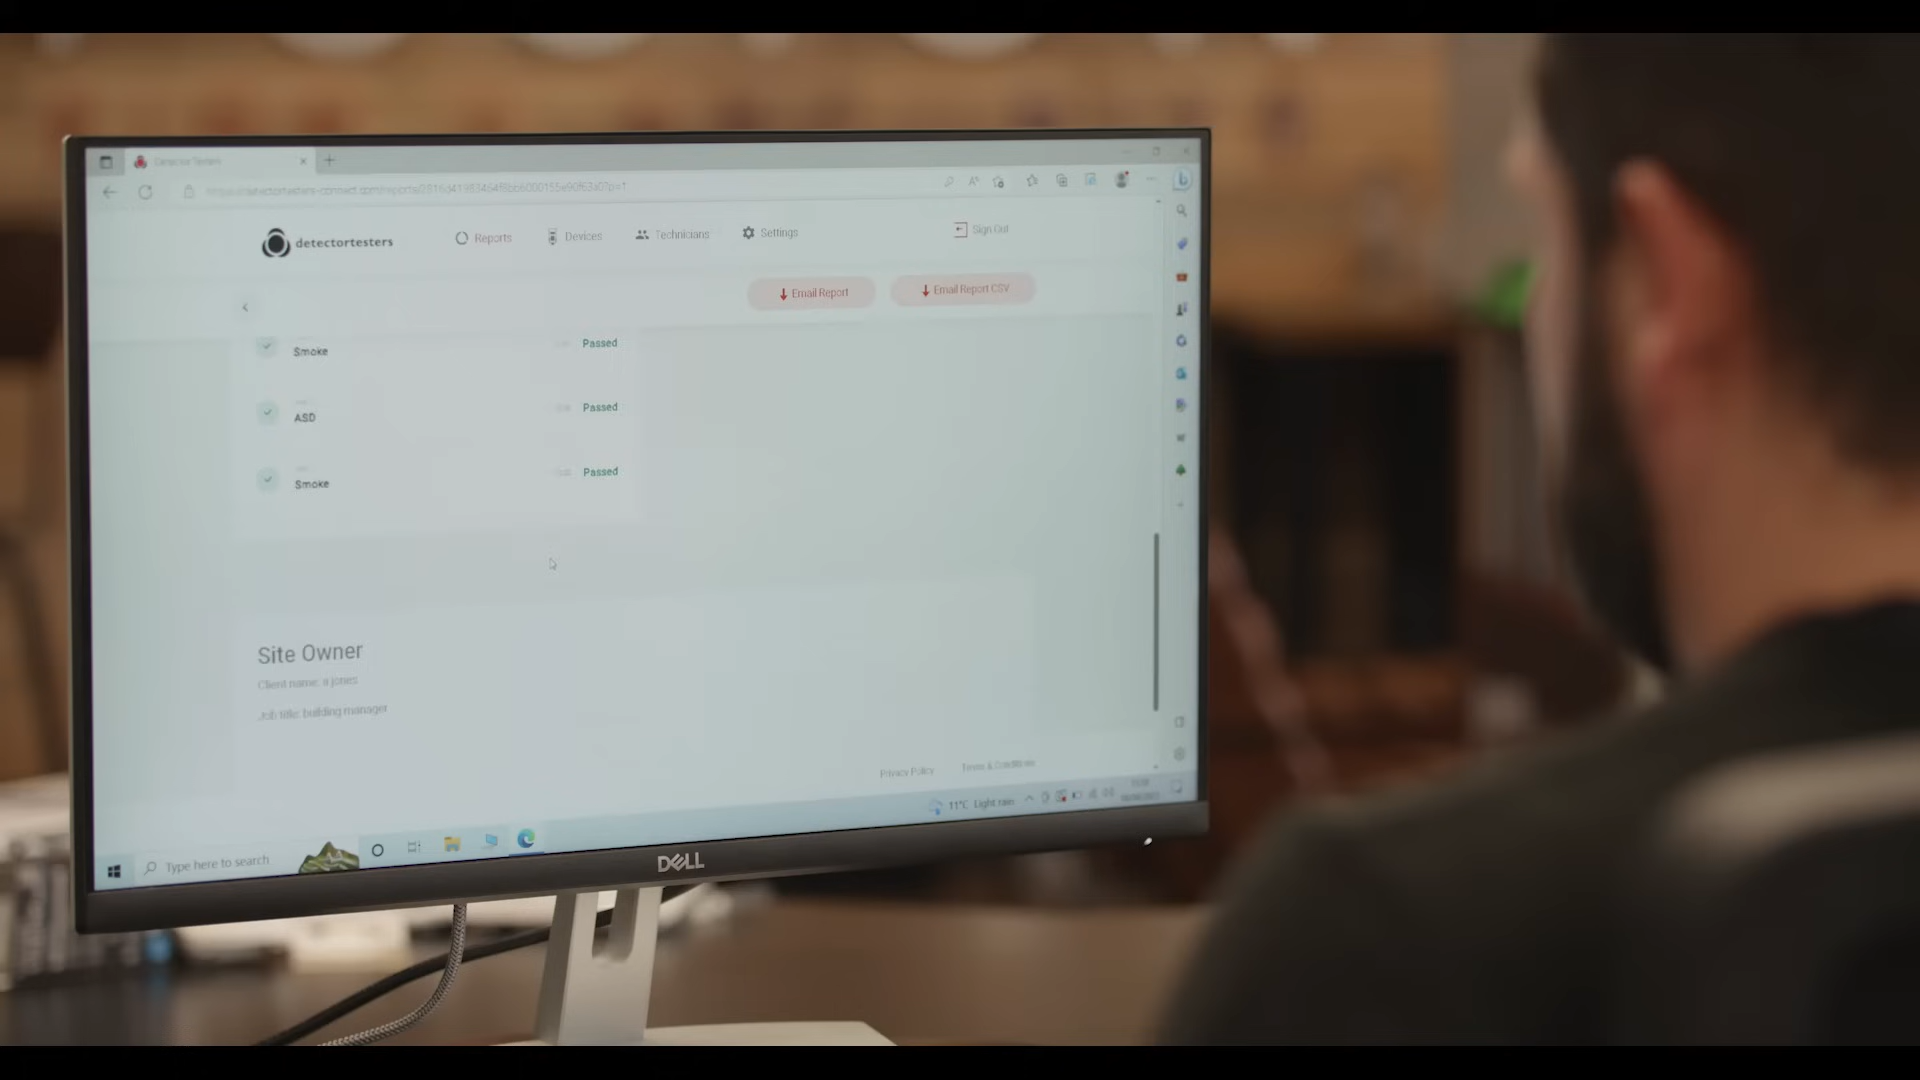 detectortesters
Reports
Devices
Technicians
Settings
Sign Out
Email Report
Email Report CSV
Smoke
Passed
ASD
Passed
Smoke
Passed
Site Owner
Client name: jones
Job title: building manager
Privacy Policy
Terms & Conditions
Type here to search
11°C Light rain
DELL